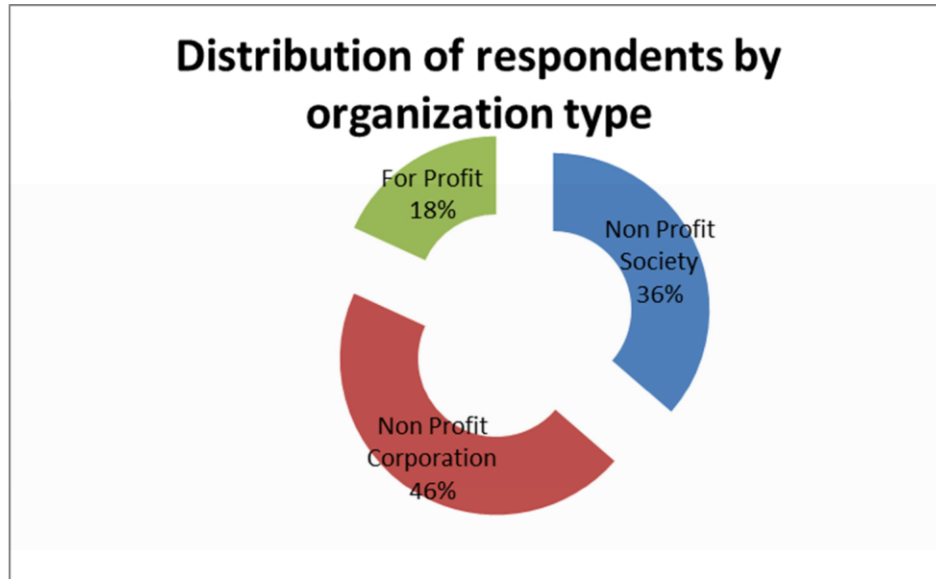 Distribution of respondents by
organization type
For Profit
18%
Non Profit
Society
36%
Non Profit
Corporation
46%